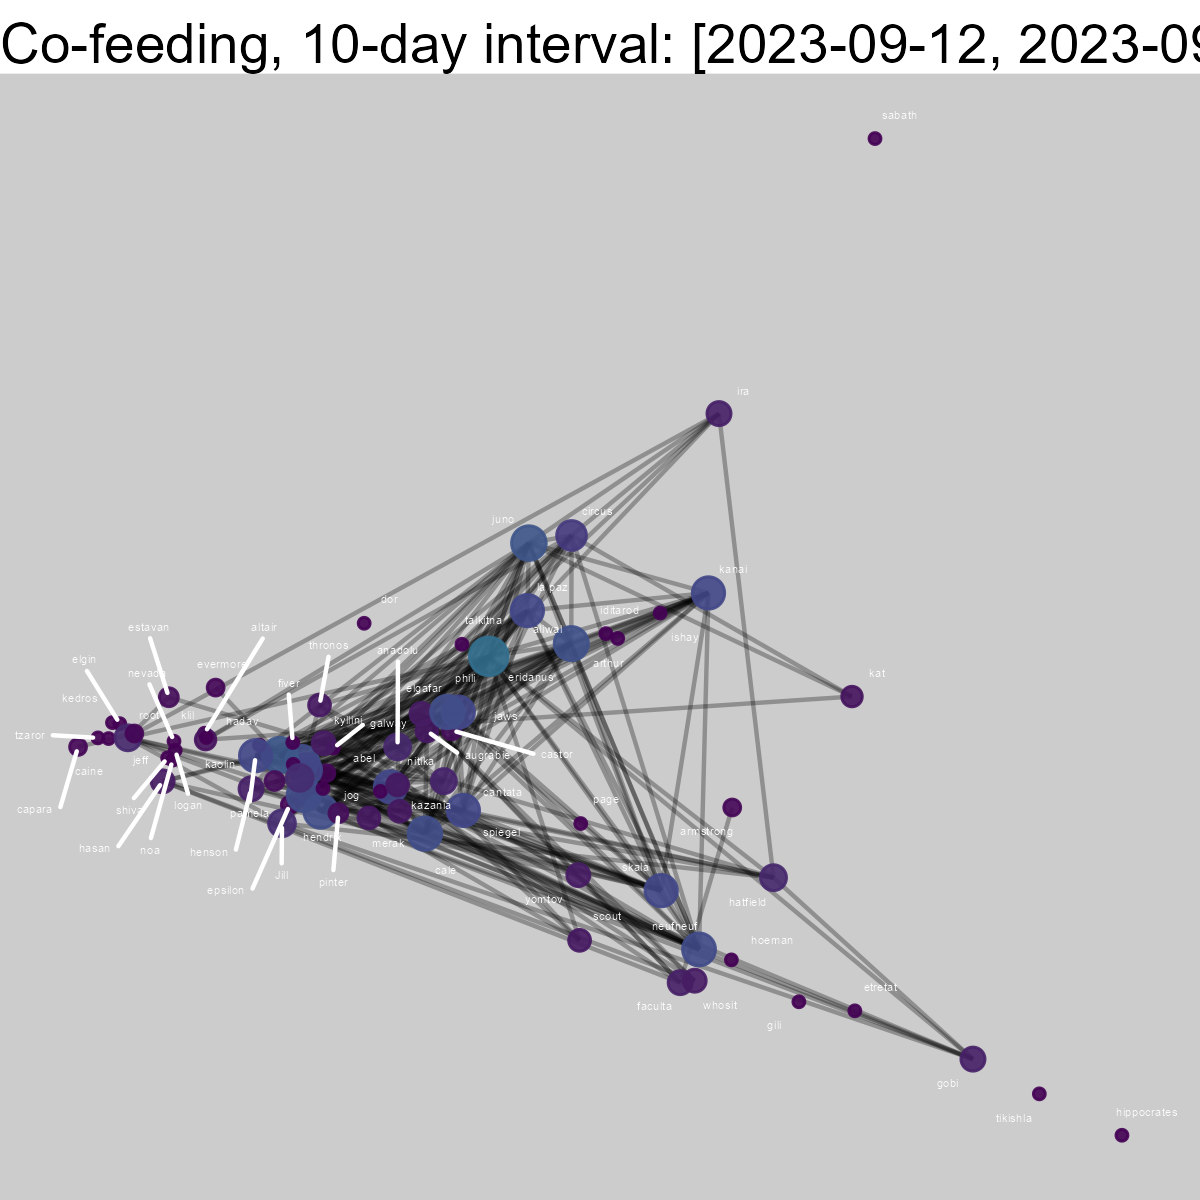 Co-feeding, 10-day interval: [2023-09-12, 2023-09
sabath
ira
juno
circus
kanai
la paz
dor
iditarod
talkitna
aliwal
ishay
estavan
altair
thronos
anadolu
arthur
elgin
nevado
evermore
phili
eridanus
kat
kedros
fiver
elgafar
root
klil
hadav
kyllini
galway
jaws
tzaror
castor
jeff
kaolin
abel
nitika
augrabie
caine
capara
shiva
logan
pamela
jog
kazania
cantata
page
hasan
noa
henson
hendrix
merak
spiegel
armstrong
epsilon
Jill
pinter
cale
skala
yomtov
hatfield
scout
neufneuf
hoeman
etretat
faculta
whosit
gili
gobi
tikishla
hippocrates